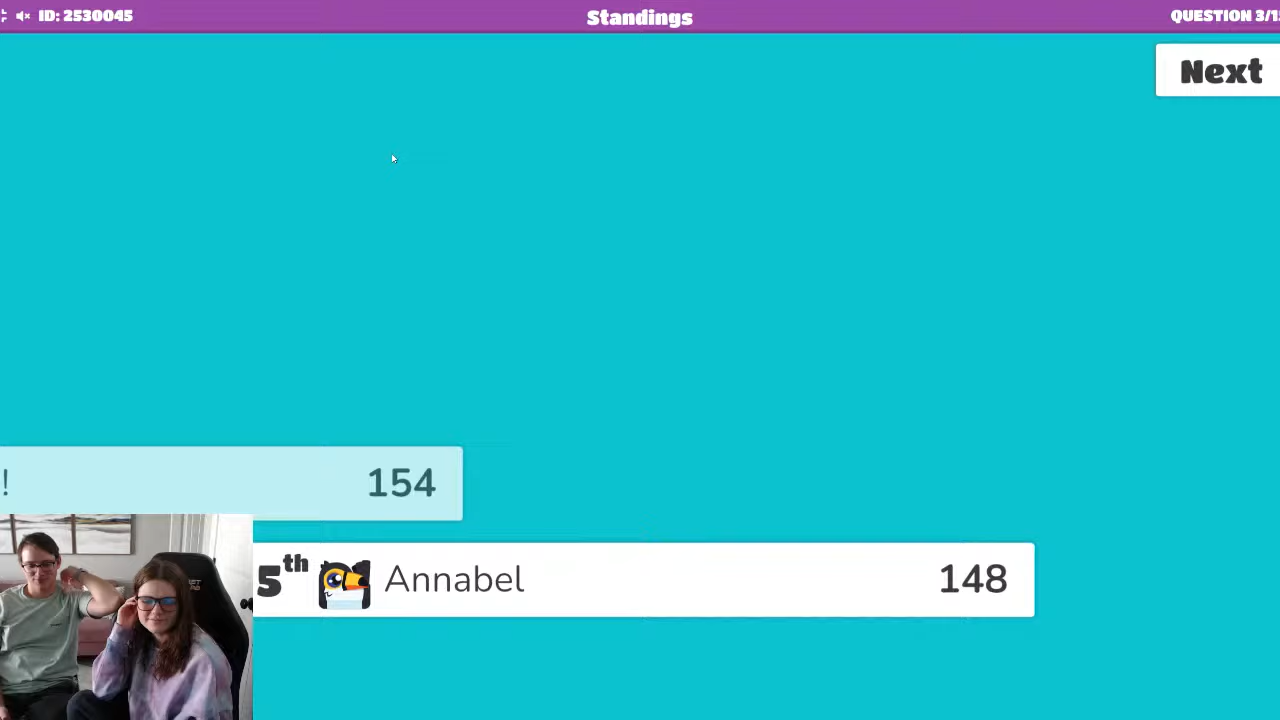 ID: 2530045
Standings
QUESTION 3/1
Next
! 154
5th Annabel 148